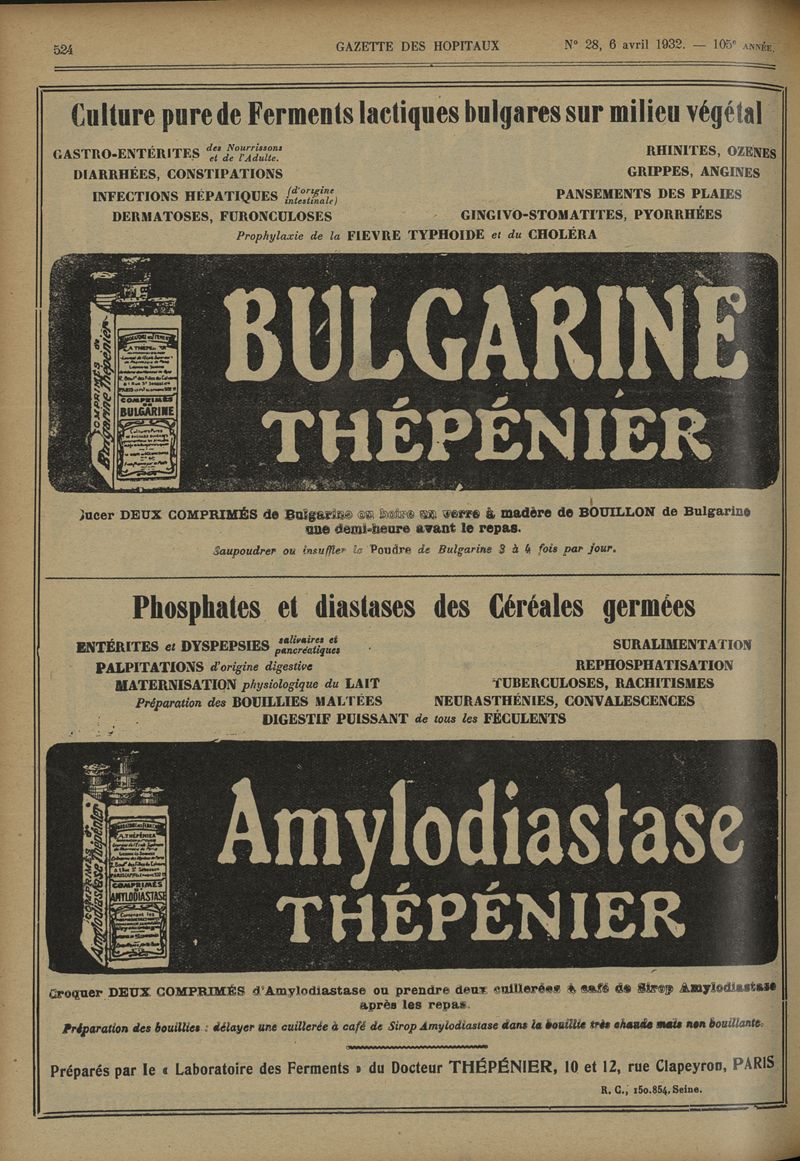 524
GAZETTE DES HOPITAUX
N° 28, 6 avril 1932. — 105e ANNÉE.
Culture pure de Ferments lactiques bulgares sur milieu végétal
GASTRO-ENTÉRITES des Nourrissons et de l'Adulte.
RHINITES, OZENES
DIARRHÉES, CONSTIPATIONS
GRIPPES, ANGINES
INFECTIONS HÉPATIQUES (d'origine intestinale)
PANSEMENTS DES PLAIES
DERMATOSES, FURONCULOSES
GINGIVO-STOMATITES, PYORRHÉES
Prophylaxie de la FIEVRE TYPHOIDE et du CHOLÉRA
COMPRIMÉS de
Bulgarine Thépénier
COMPRIMÉS
BULGARINE
BULGARINE
THÉPÉNIER
Sucer DEUX COMPRIMÉS de Bulgarine ou boire un verre à madère de BOUILLON de Bulgarine
une demi-heure avant le repas.
Saupoudrer ou insuffler la Poudre de Bulgarine 3 à 4 fois par jour.
Phosphates et diastases des Céréales germées
ENTÉRITES et DYSPEPSIES salivaires et pancréatiques
SURALIMENTATION
PALPITATIONS d'origine digestive
REPHOSPHATISATION
MATERNISATION physiologique du LAIT
TUBERCULOSES, RACHITISMES
Préparation des BOUILLIES MALTÉES
NEURASTHÉNIES, CONVALESCENCES
DIGESTIF PUISSANT de tous les FÉCULENTS
COMPRIMÉS de
Amylodiastase Thépénier
A. THÉPÉNIER
COMPRIMÉS
AMYLODIASTASE
Amylodiastase
THÉPÉNIER
Croquer DEUX COMPRIMÉS d'Amylodiastase ou prendre deux cuillerées à café de Sirop Amylodiastase
après les repas.
Préparation des bouillies : délayer une cuillerée à café de Sirop Amylodiastase dans la bouillie très chaude mais non bouillante.
Préparés par le « Laboratoire des Ferments » du Docteur THÉPÉNIER, 10 et 12, rue Clapeyron, PARIS
R. C., 150.854, Seine.